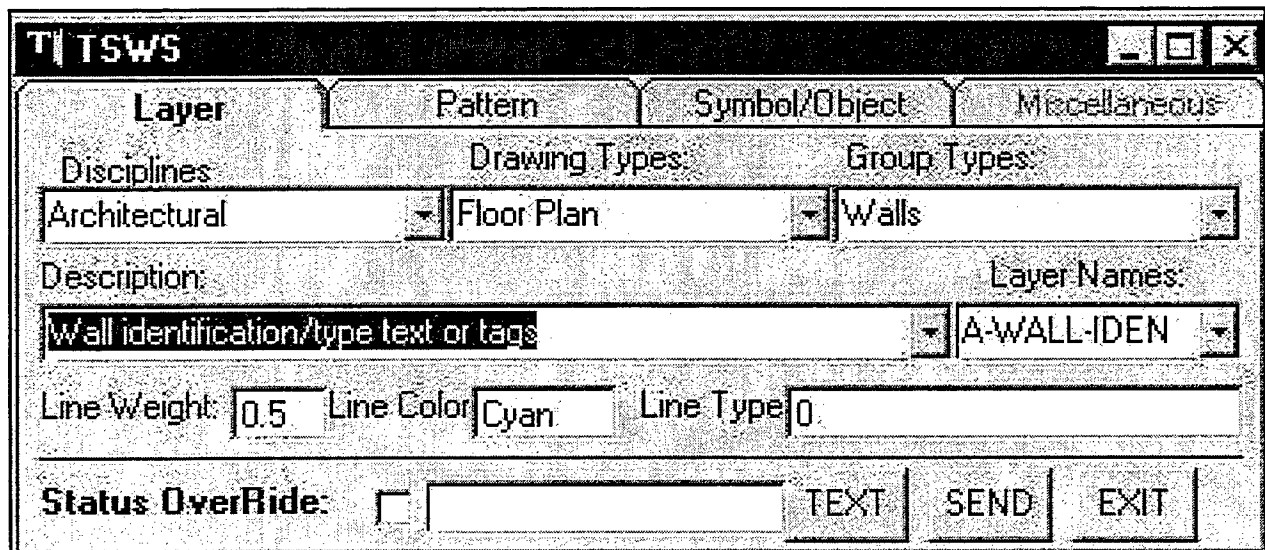 TSWS
Layer Pattern Symbol/Object Miscellaneous
Disciplines Drawing Types: Group Types:
Architectural Floor Plan Walls
Description: Layer Names:
Wall identification/type text or tags A-WALL-IDEN
Line Weight: 0.5 Line Color Cyan Line Type 0
Status OverRide: TEXT SEND EXIT